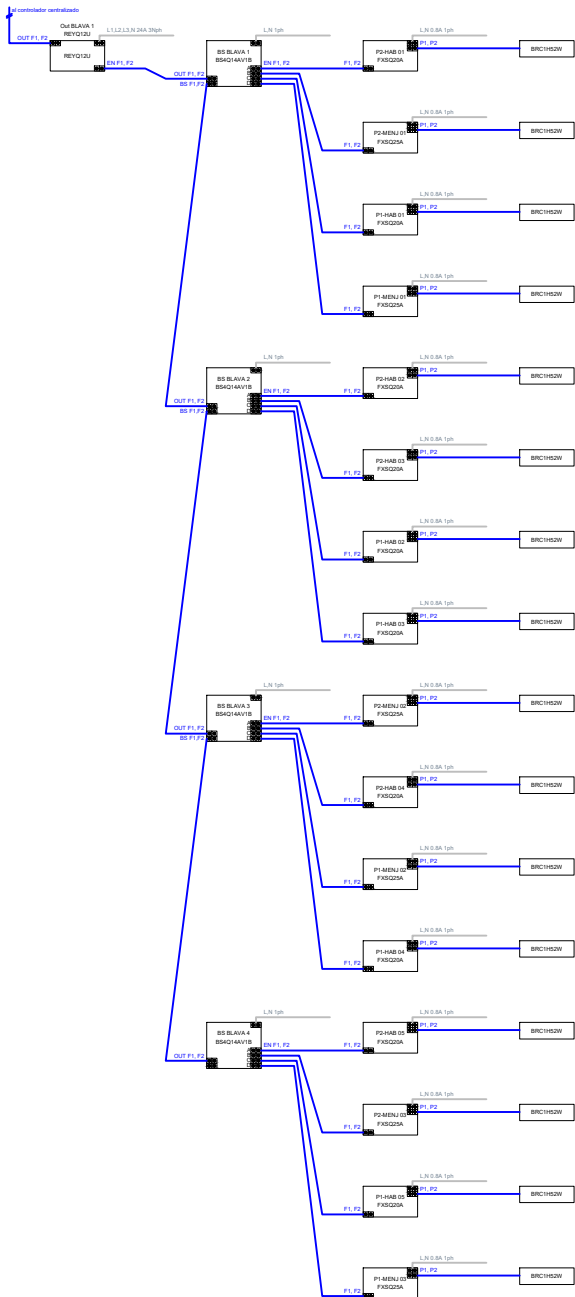 al controlador centralizado
Out BLAVA 1
REYQ12U
L1,L2,L3,N 24A 3Nph
OUT F1, F2
REYQ12U
EN F1, F2
L,N 1ph
BS BLAVA 1
BS4Q14AV1B
EN F1, F2
OUT F1, F2
BS F1,F2
A
B
C
D
L,N 0.8A 1ph
P2-HAB 01
FXSQ20A
P1, P2
F1, F2
BRC1H52W
L,N 0.8A 1ph
P2-MENJ 01
FXSQ25A
P1, P2
F1, F2
BRC1H52W
L,N 0.8A 1ph
P1-HAB 01
FXSQ20A
P1, P2
F1, F2
BRC1H52W
L,N 0.8A 1ph
P1-MENJ 01
FXSQ25A
P1, P2
F1, F2
BRC1H52W
L,N 1ph
BS BLAVA 2
BS4Q14AV1B
EN F1, F2
OUT F1, F2
BS F1,F2
A
B
C
D
L,N 0.8A 1ph
P2-HAB 02
FXSQ20A
P1, P2
F1, F2
BRC1H52W
L,N 0.8A 1ph
P2-HAB 03
FXSQ20A
P1, P2
F1, F2
BRC1H52W
L,N 0.8A 1ph
P1-HAB 02
FXSQ20A
P1, P2
F1, F2
BRC1H52W
L,N 0.8A 1ph
P1-HAB 03
FXSQ20A
P1, P2
F1, F2
BRC1H52W
L,N 1ph
BS BLAVA 3
BS4Q14AV1B
EN F1, F2
OUT F1, F2
BS F1,F2
A
B
C
D
L,N 0.8A 1ph
P2-MENJ 02
FXSQ25A
P1, P2
F1, F2
BRC1H52W
L,N 0.8A 1ph
P2-HAB 04
FXSQ20A
P1, P2
F1, F2
BRC1H52W
L,N 0.8A 1ph
P1-MENJ 02
FXSQ25A
P1, P2
F1, F2
BRC1H52W
L,N 0.8A 1ph
P1-HAB 04
FXSQ20A
P1, P2
F1, F2
BRC1H52W
L,N 1ph
BS BLAVA 4
BS4Q14AV1B
EN F1, F2
OUT F1, F2
A
B
C
D
L,N 0.8A 1ph
P2-HAB 05
FXSQ20A
P1, P2
F1, F2
BRC1H52W
L,N 0.8A 1ph
P2-MENJ 03
FXSQ25A
P1, P2
F1, F2
BRC1H52W
L,N 0.8A 1ph
P1-HAB 05
FXSQ20A
P1, P2
F1, F2
BRC1H52W
L,N 0.8A 1ph
P1-MENJ 03
FXSQ25A
P1, P2
F1, F2
BRC1H52W